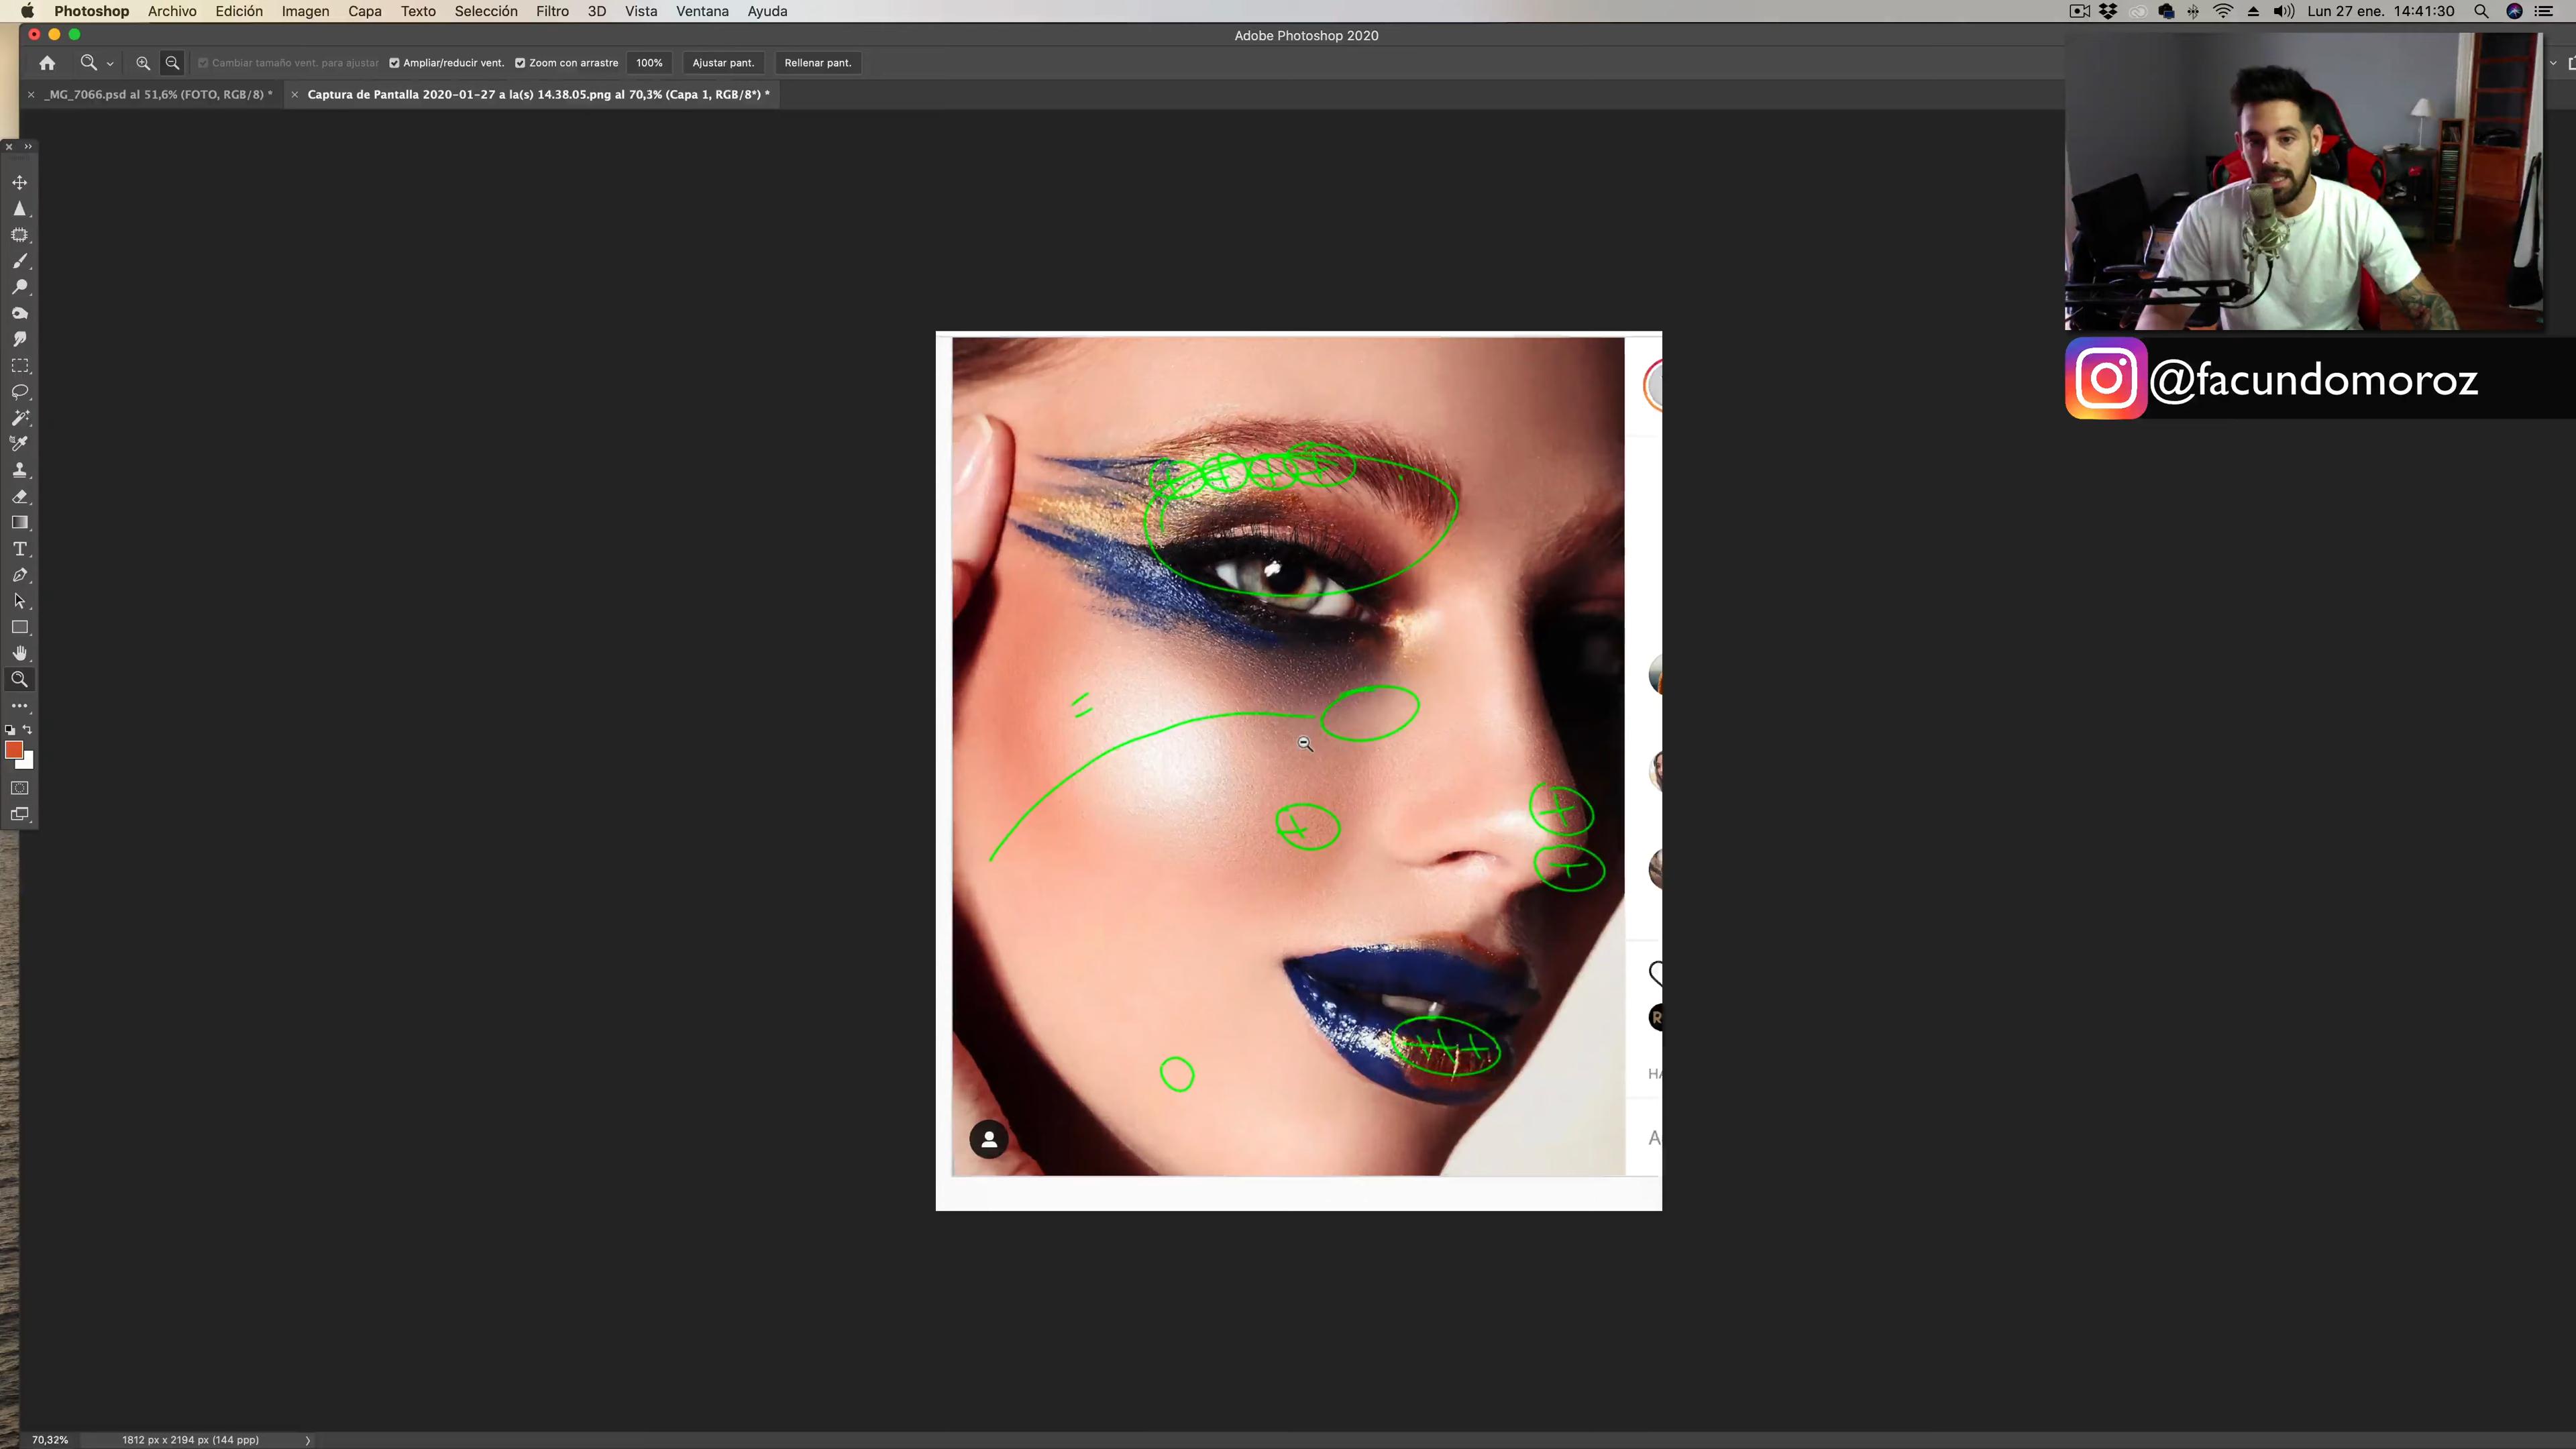 Photoshop Archivo Edición Imagen Capa Texto Selección Filtro 3D Vista Ventana Ayuda Lun 27 ene. 14:41:30
Adobe Photoshop 2020
Cambiar tamaño vent. para ajustar Ampliar/reducir vent. Zoom con arrastre 100% Ajustar pant. Rellenar pant.
_MG_7066.psd al 51,6% (FOTO, RGB/8) * Captura de Pantalla 2020-01-27 a la(s) 14.38.05.png al 70,3% (Capa 1, RGB/8*) *
@facundomoroz
R
HA
A
70,32% 1812 px x 2194 px (144 ppp)